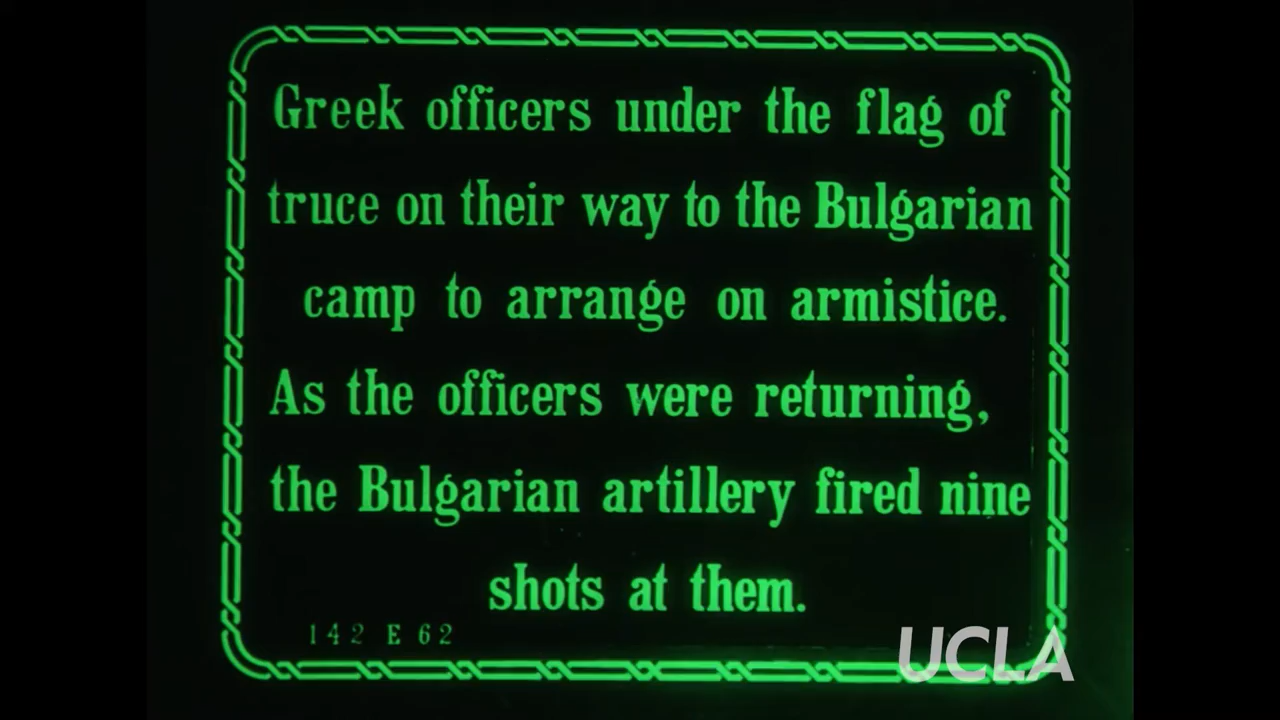 Greek officers under the flag of
truce on their way to the Bulgarian
camp to arrange on armistice.
As the officers were returning,
the Bulgarian artillery fired nine
shots at them.
142 E 62
UCLA